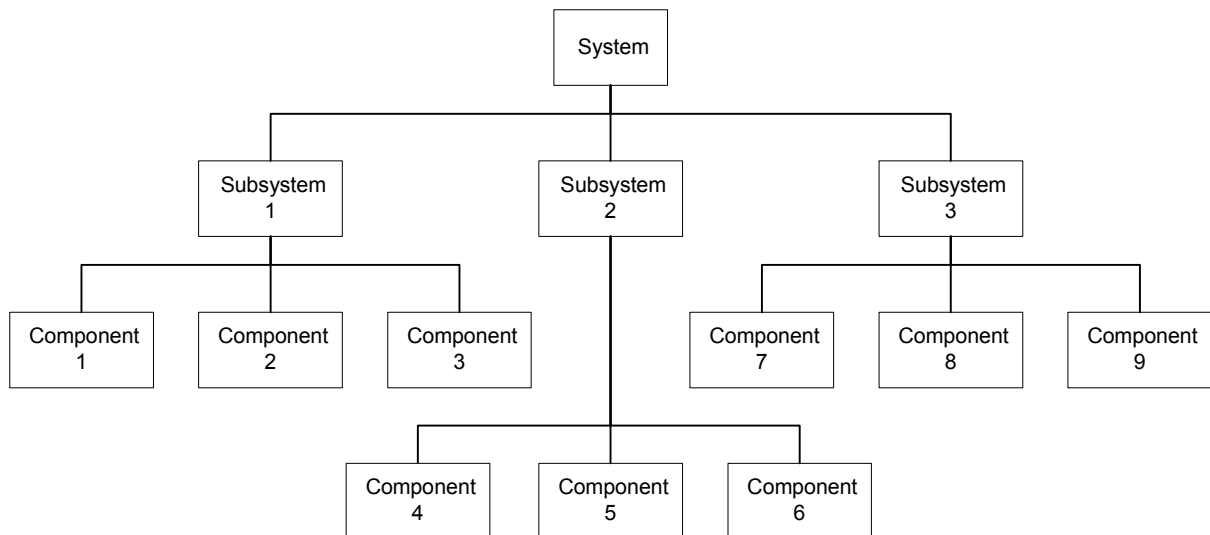 System
Subsystem
1
Subsystem
2
Subsystem
3
Component
1
Component
2
Component
3
Component
7
Component
8
Component
9
Component
4
Component
5
Component
6